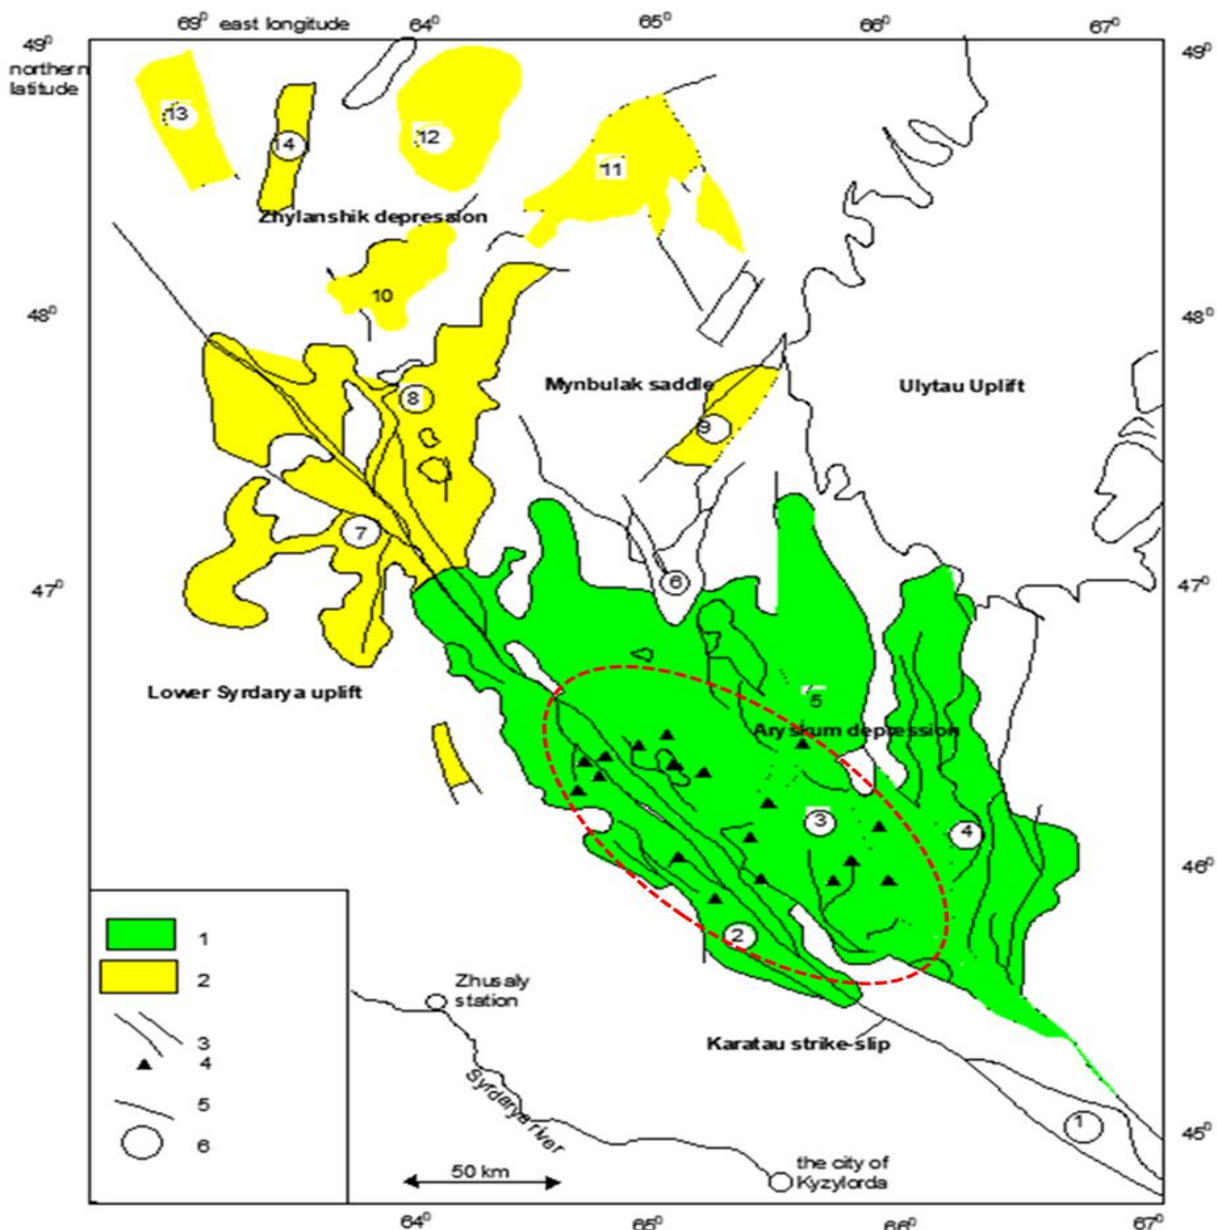 69⁰ east longitude 64⁰ 65⁰ 66⁰ 67⁰
49⁰ 49⁰
northern
latitude
13
14
12
11
Zhylanshik depression
10
48⁰ 48⁰
Mynbulak saddle
Ulytau Uplift
8
9
7
6
47⁰ 47⁰
Lower Syrdarya uplift
5
Aryskum depression
3
4
46⁰
2
1
2
3
4
5
6
Zhusaly
station
Karatau strike-slip
Syrdarya river
1
45⁰
50 km
the city of
Kyzylorda
64⁰ 65⁰ 66⁰ 67⁰